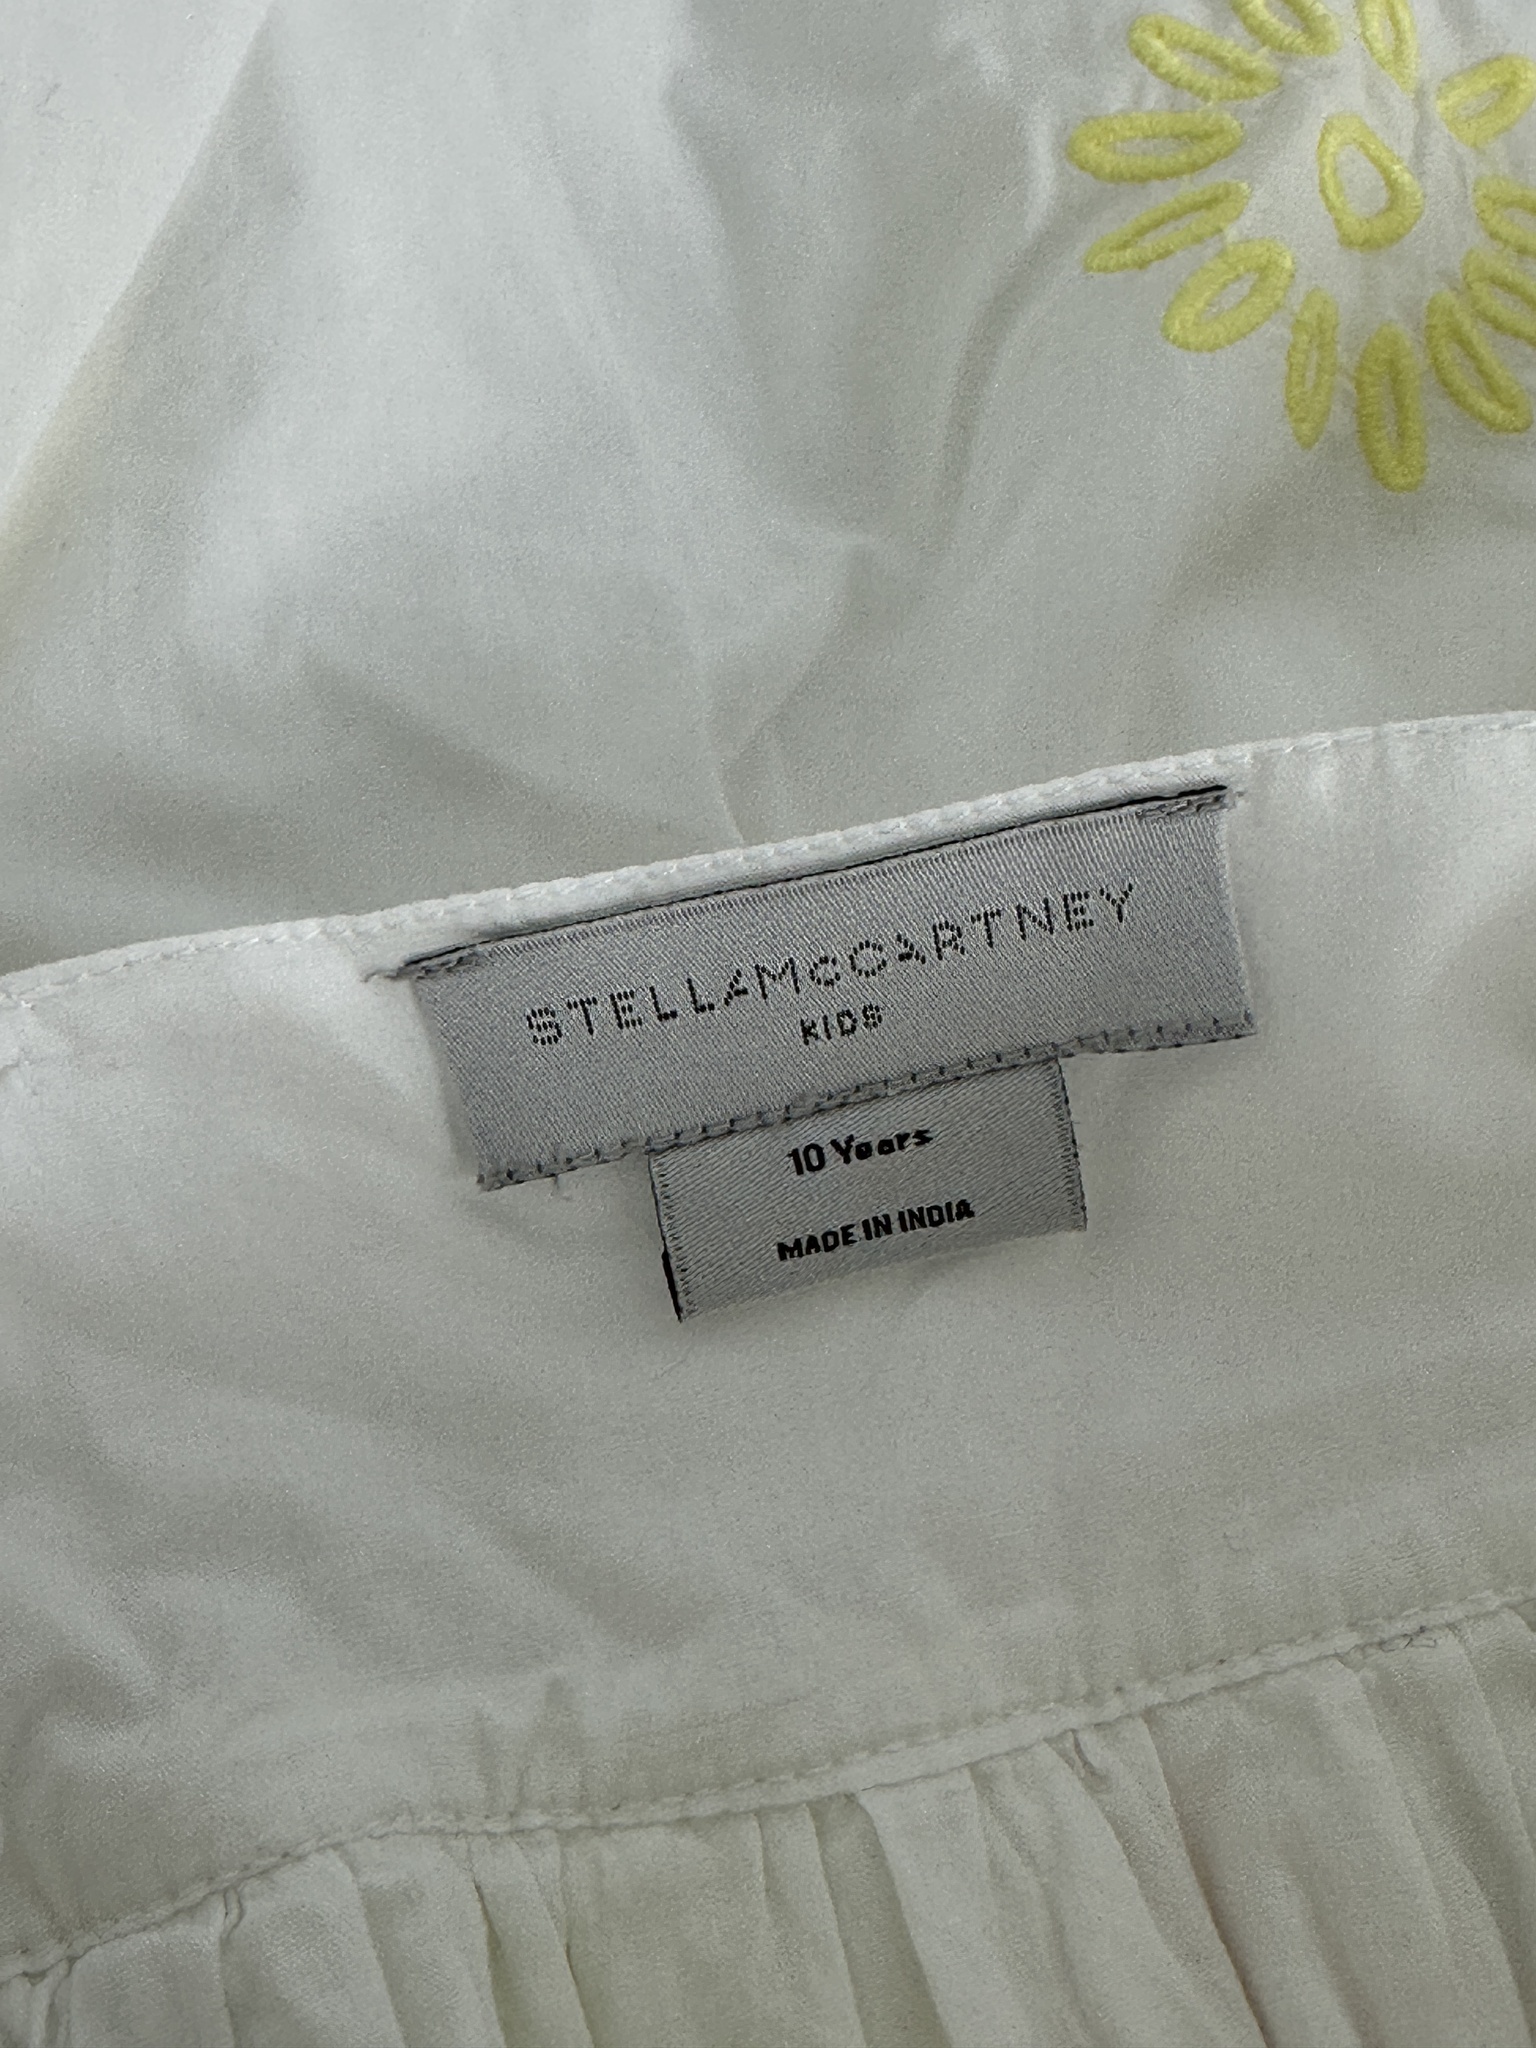 STELLAMcCARTNEY
KIDS
10 Years
MADE IN INDIA